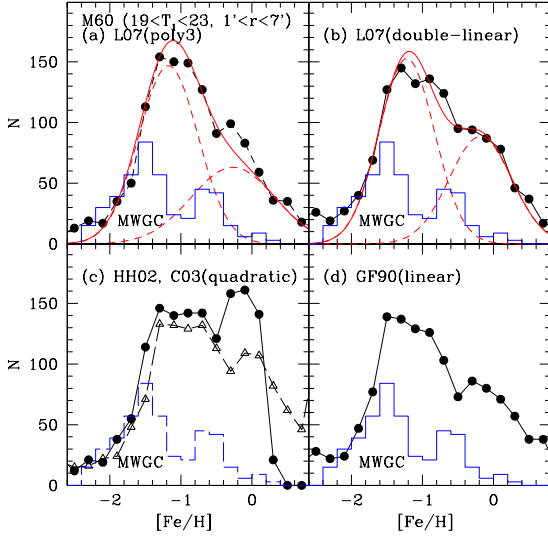 M60 (19<T₁<23, 1'<r<7')
(a) L07(poly3)
(b) L07(double-linear)
150
100
50
0
N
MWGC
MWGC
(c) HH02, C03(quadratic)
(d) GF90(linear)
150
100
50
0
N
MWGC
MWGC
−2 −1 0
−2 −1 0
[Fe/H]
[Fe/H]